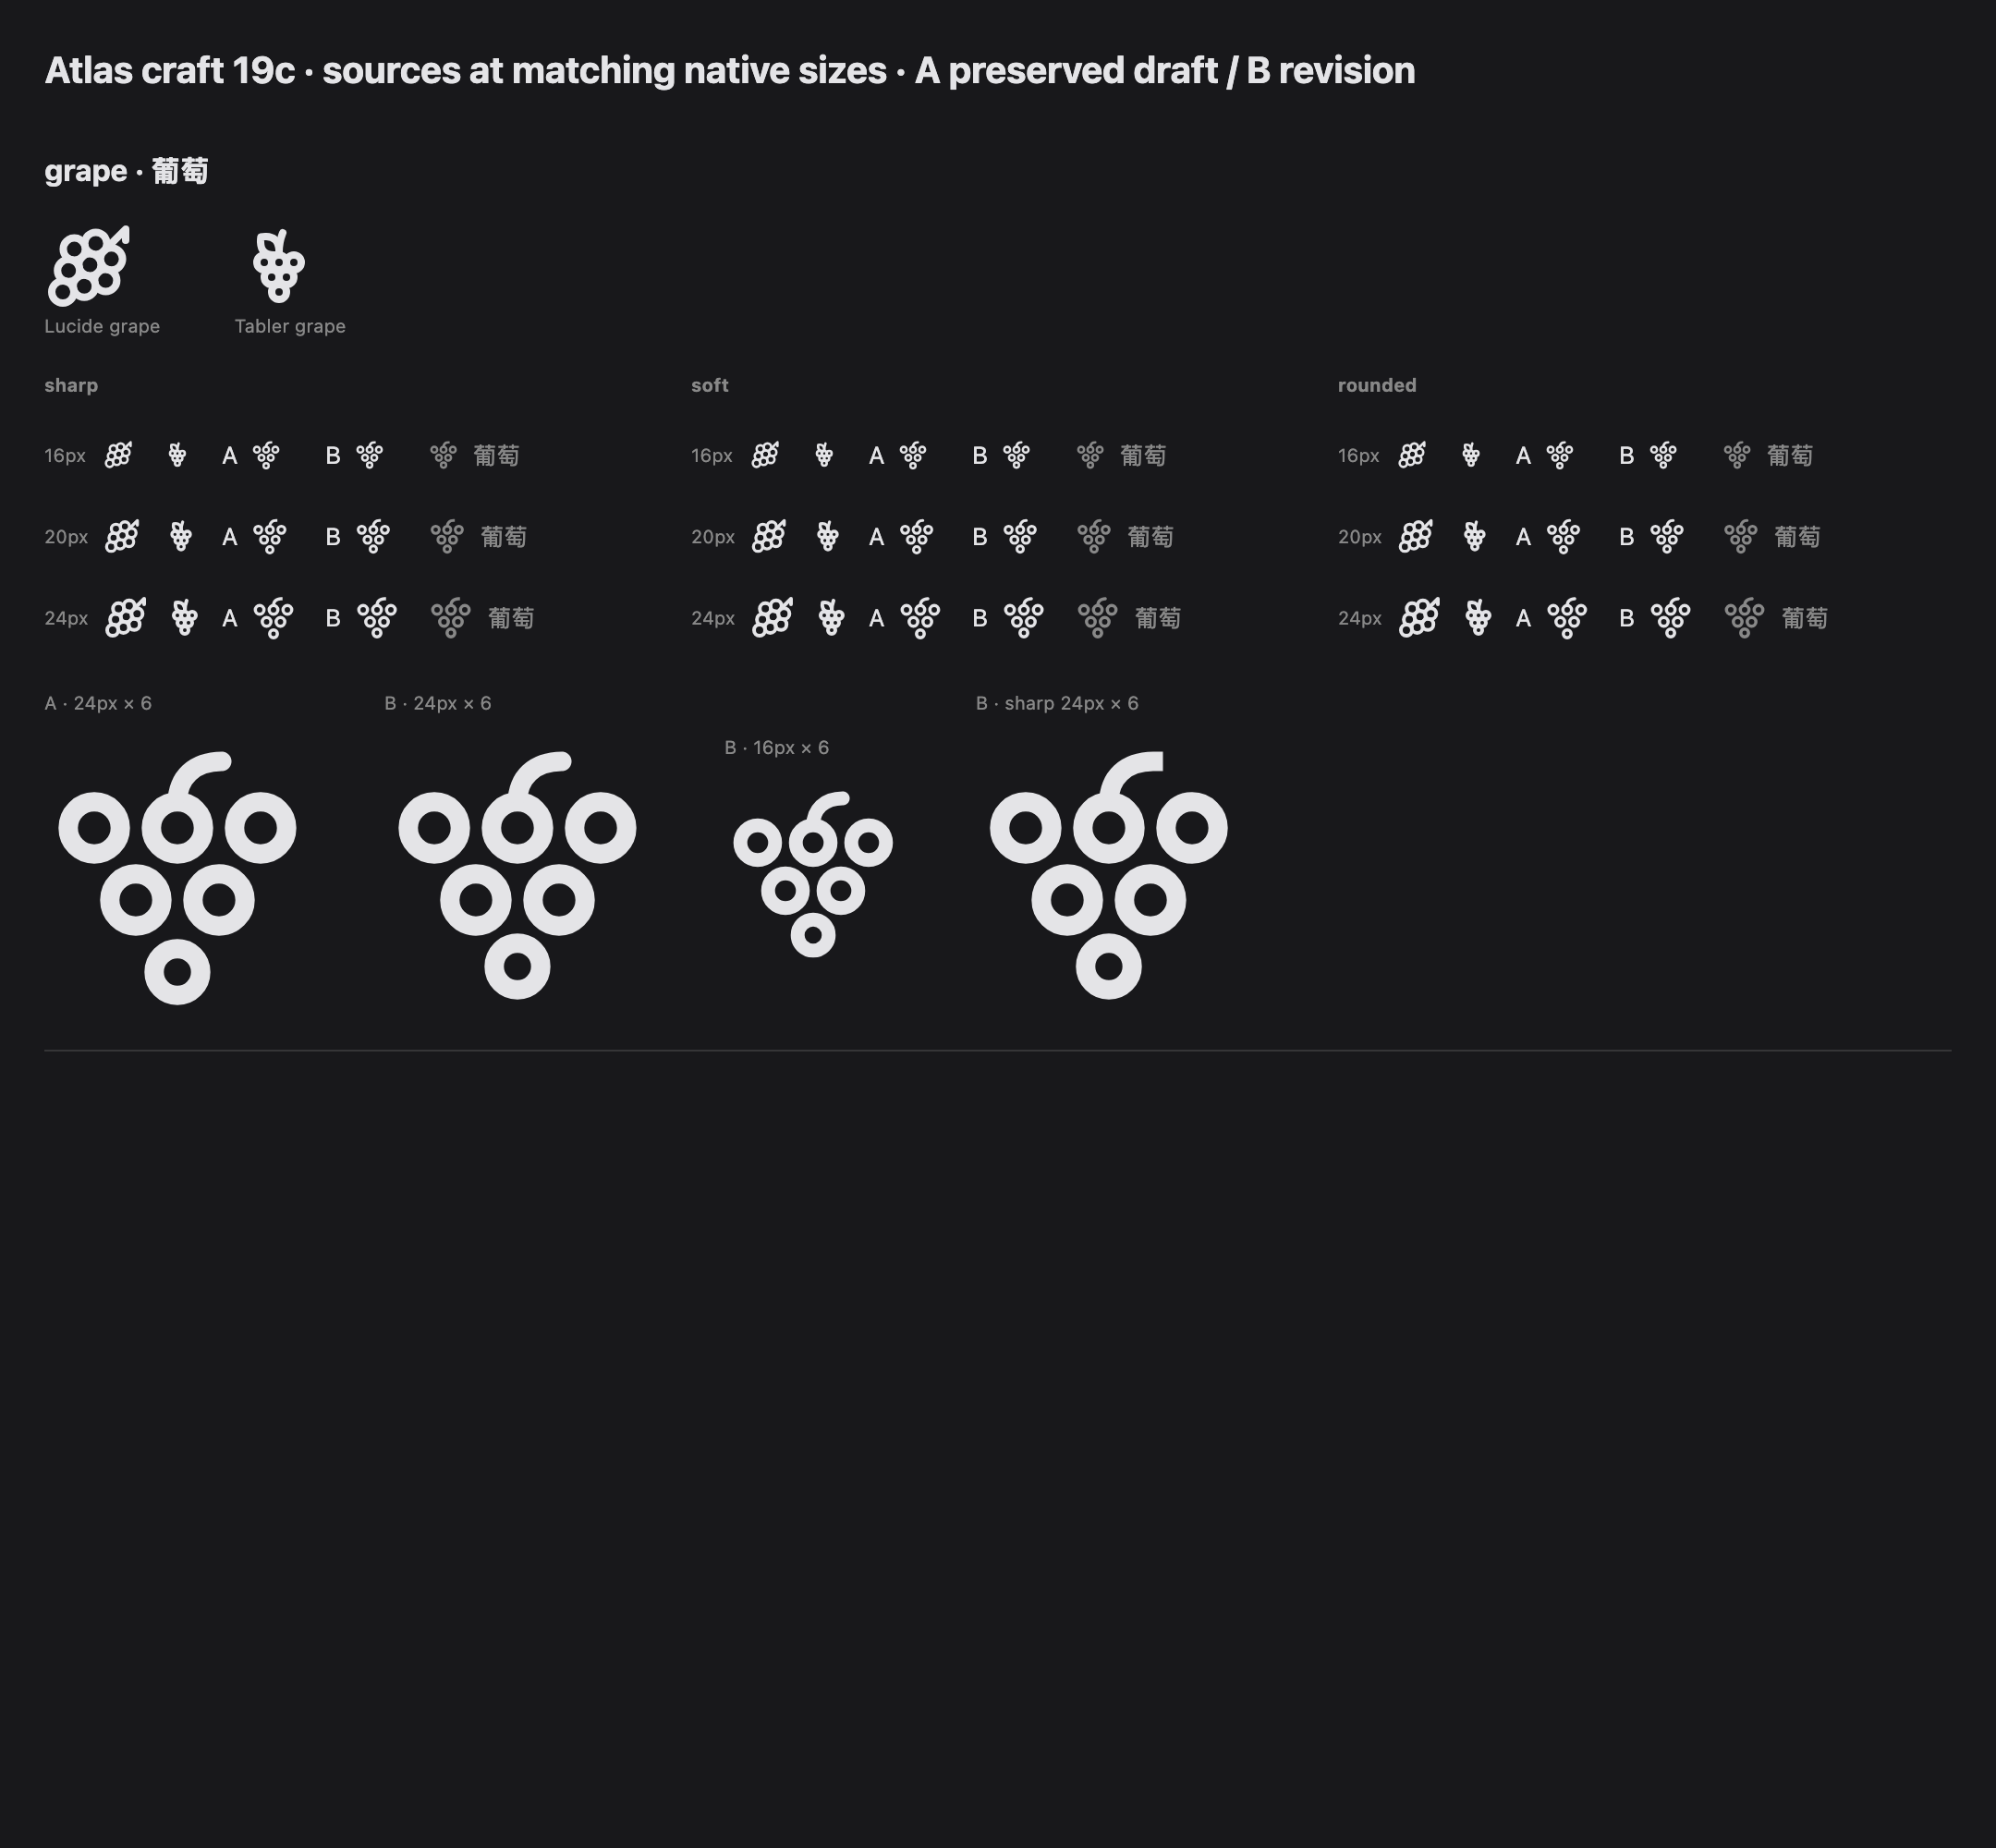 Atlas craft 19c · sources at matching native sizes · A preserved draft / B revision
grape · 葡萄
Lucide grape
Tabler grape
sharp
soft
rounded
16px A B 葡萄
16px A B 葡萄
16px A B 葡萄
20px A B 葡萄
20px A B 葡萄
20px A B 葡萄
24px A B 葡萄
24px A B 葡萄
24px A B 葡萄
A · 24px × 6
B · 24px × 6
B · 16px × 6
B · sharp 24px × 6